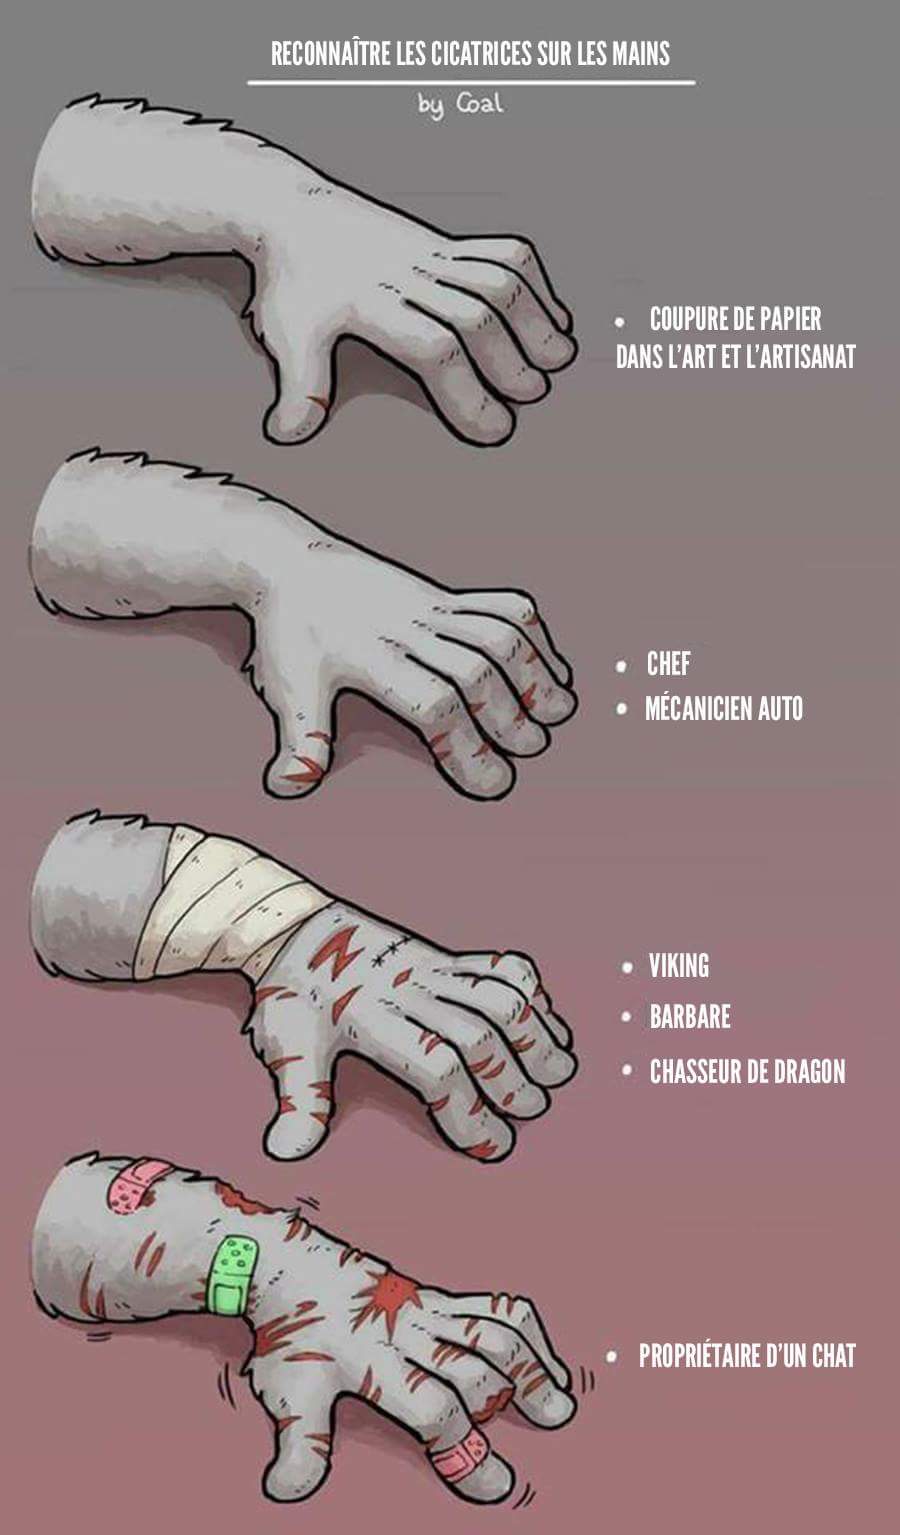 RECONNAÎTRE LES CICATRICES SUR LES MAINS
by Coal
• COUPURE DE PAPIER
DANS L'ART ET L'ARTISANAT
• CHEF
• MÉCANICIEN AUTO
• VIKING
• BARBARE
• CHASSEUR DE DRAGON
• PROPRIÉTAIRE D'UN CHAT